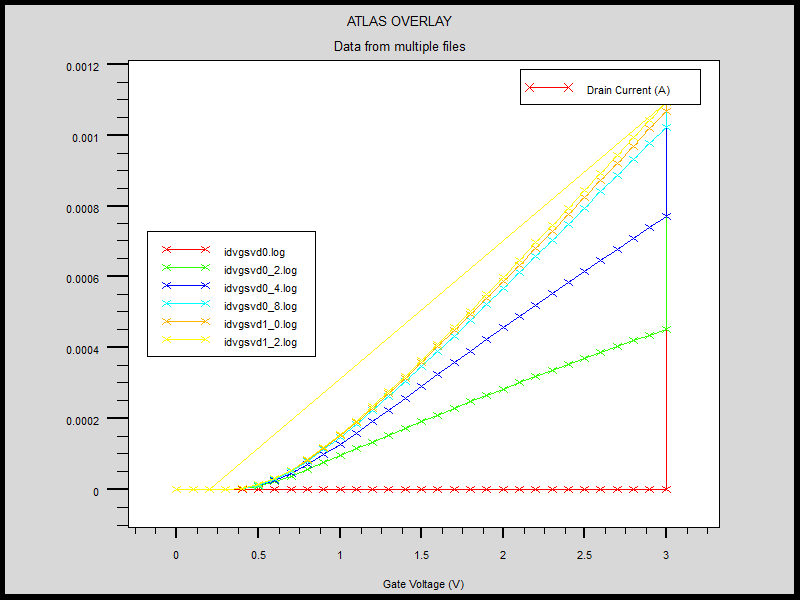 ATLAS OVERLAY
Data from multiple files
Drain Current (A)
0.0012
0.001
0.0008
0.0006
0.0004
0.0002
0
idvgsvd0.log
idvgsvd0_2.log
idvgsvd0_4.log
idvgsvd0_8.log
idvgsvd1_0.log
idvgsvd1_2.log
0 0.5 1 1.5 2 2.5 3
Gate Voltage (V)